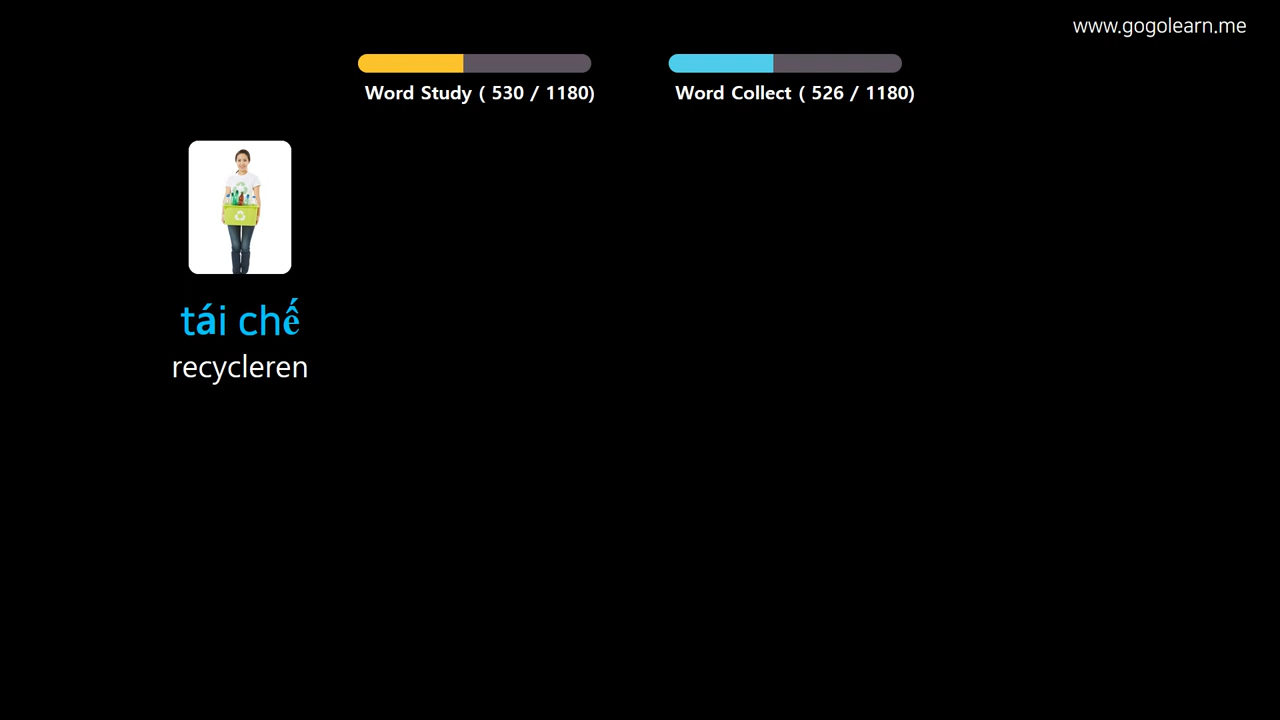 www.gogolearn.me
Word Study ( 530 / 1180)
Word Collect ( 526 / 1180)
tái chế
recycleren